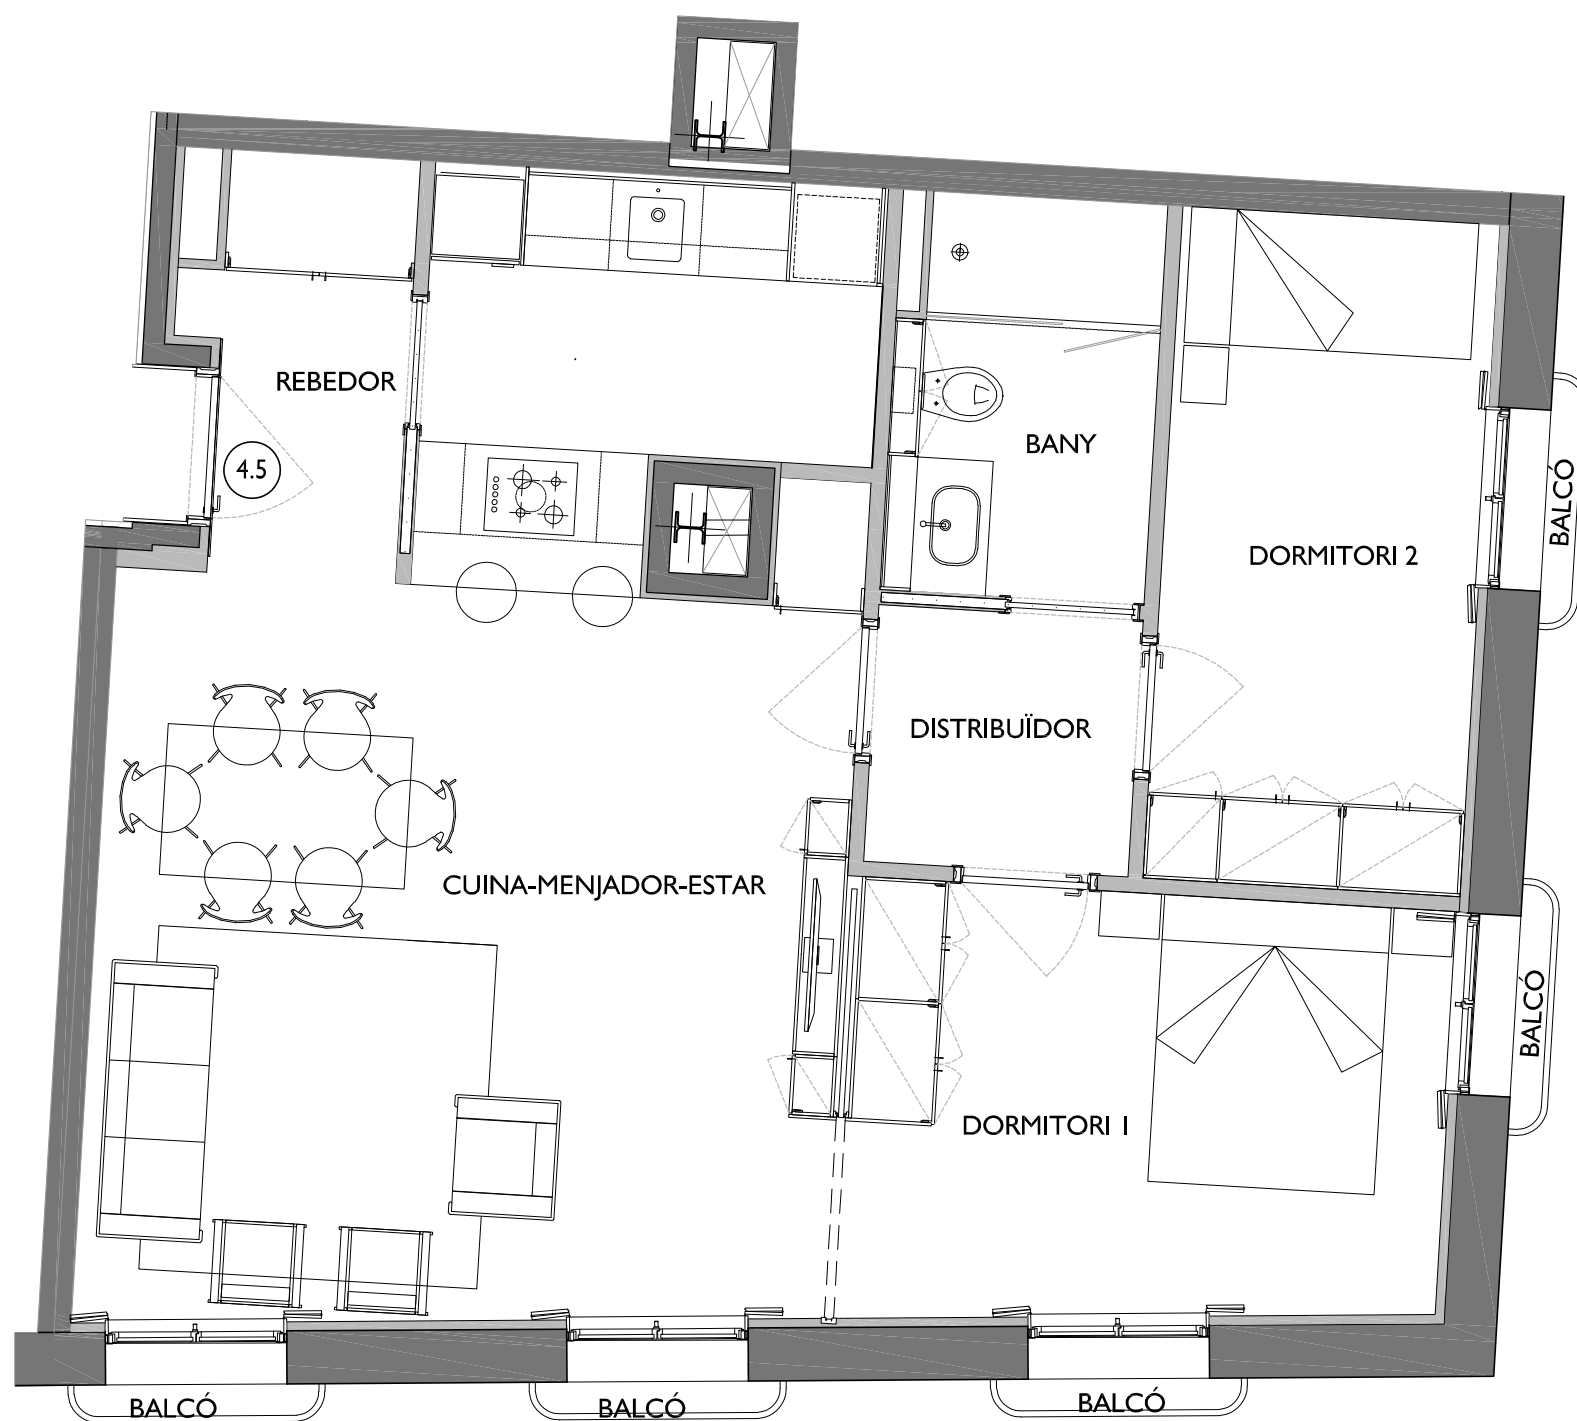 REBEDOR
4.5
BANY
BALCÓ
DORMITORI 2
DISTRIBUÏDOR
CUINA-MENJADOR-ESTAR
BALCÓ
DORMITORI 1
BALCÓ
BALCÓ
BALCÓ